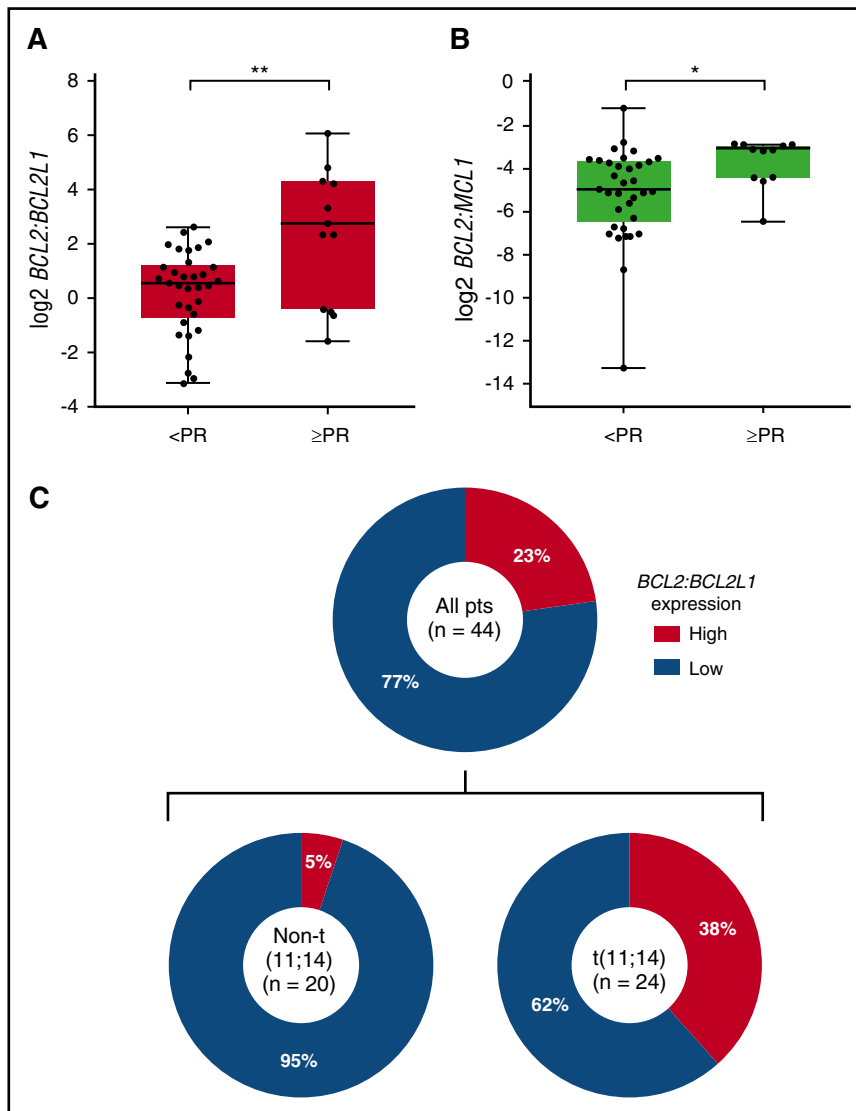 A
8
6
4
2
0
-2
-4
log2 BCL2:BCL2L1
**
<PR
≥PR
B
0
-2
-4
-6
-8
-10
-12
-14
log2 BCL2:MCL1
*
<PR
≥PR
C
23%
All pts
(n = 44)
77%
BCL2:BCL2L1
expression
High
Low
5%
Non-t
(11;14)
(n = 20)
95%
38%
t(11;14)
(n = 24)
62%